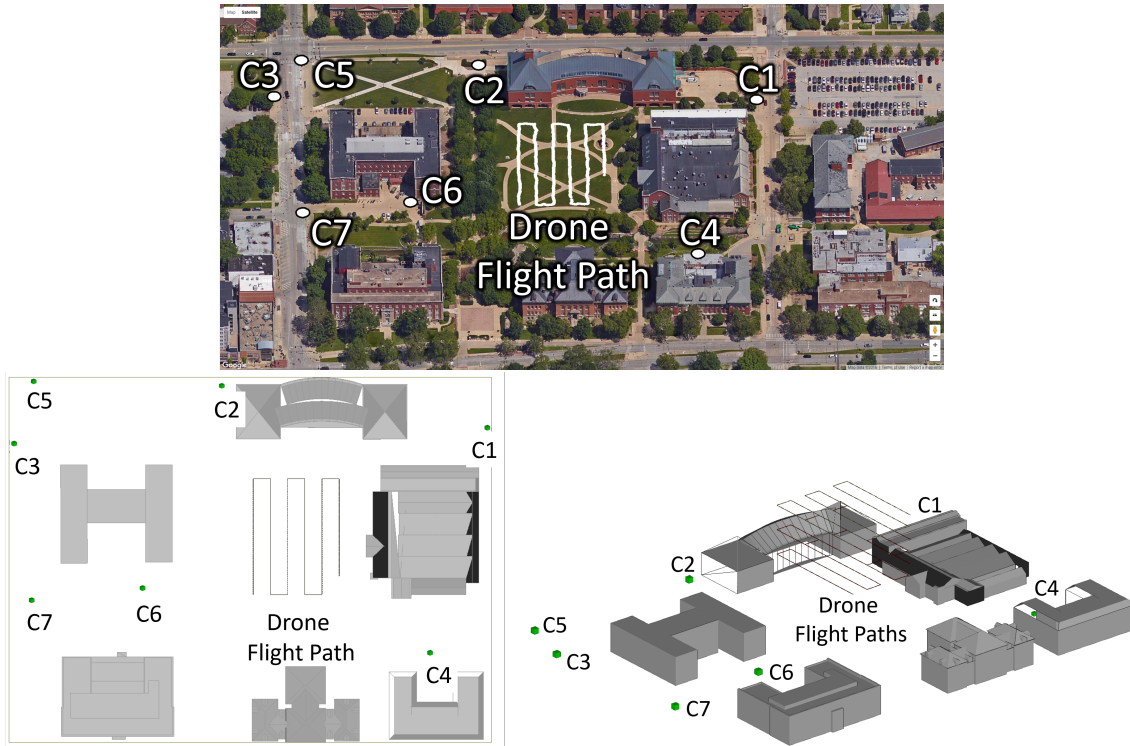 Map Satellite
C3
C5
C2
C1
C6
C7
C4
Drone
Flight Path
Google
C5
C2
C1
C3
C6
C7
Drone
Flight Path
C4
C1
C2
C4
C5
C3
Drone
Flight Paths
C6
C7